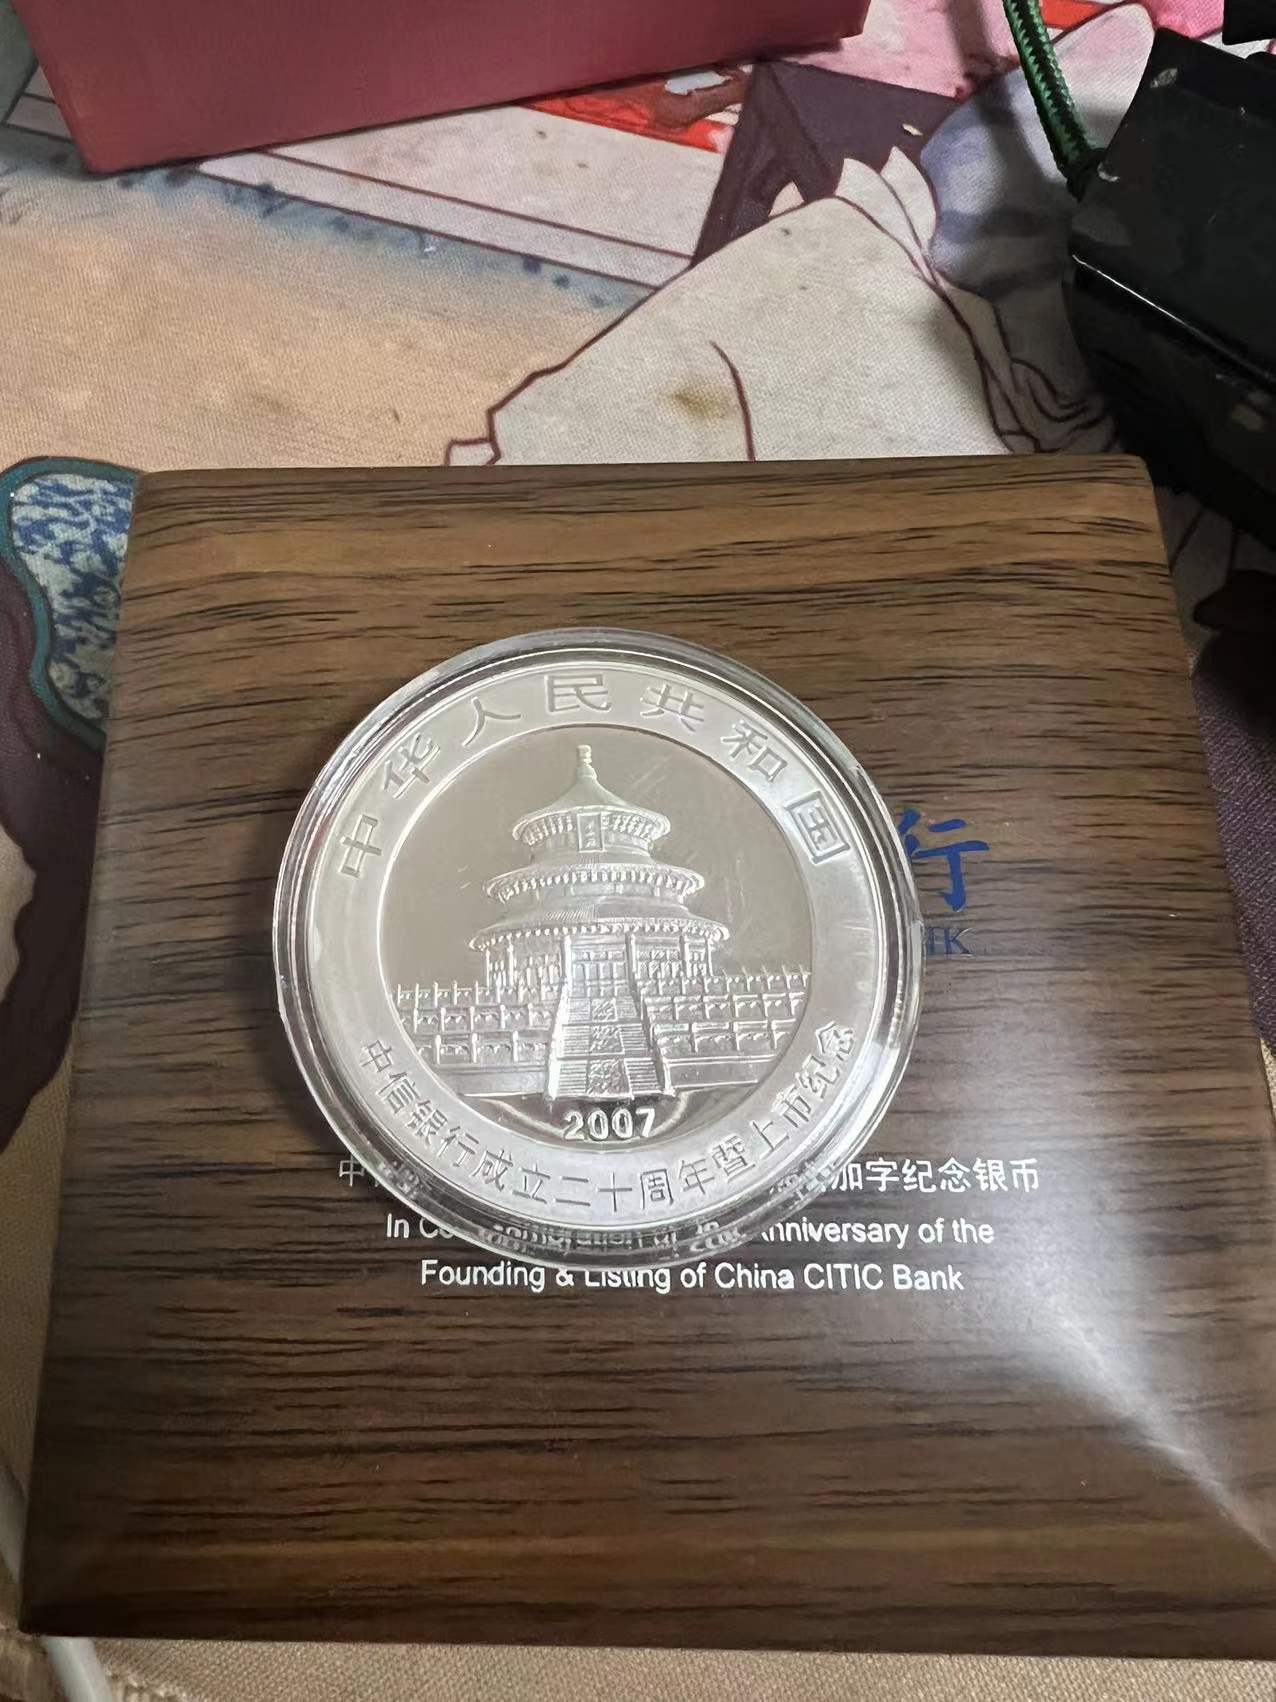 中华人民共和国
2007
中信银行成立二十周年暨上市纪念
行
加字纪念银币
In
Anniversary of the
Founding & Listing of China CITIC Bank